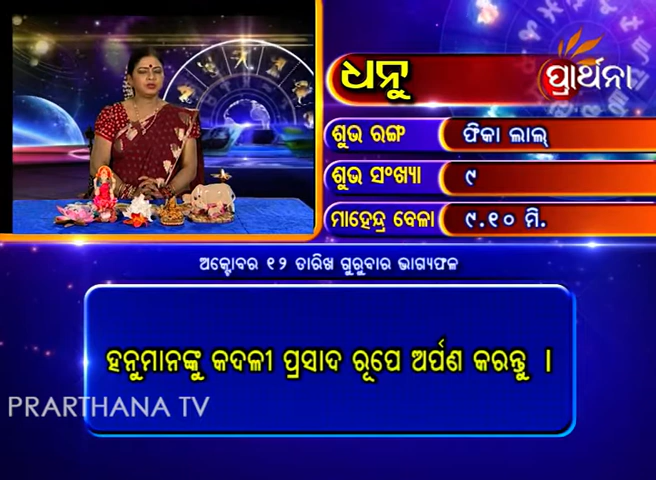 ଧନୁ
ପ୍ରାର୍ଥନା
ଶୁଭ ରଙ୍ଗ ଫିକା ଲାଲ୍
ଶୁଭ ସଂଖ୍ୟା ୯
ମାହେନ୍ଦ୍ର ବେଳା ୯.୧୦ ମି.
ଅକ୍ଟୋବର ୧୨ ତାରିଖ ଗୁରୁବାର ଭାଗ୍ୟଫଳ
ହନୁମାନଙ୍କୁ କଦଳୀ ପ୍ରସାଦ ରୂପେ ଅର୍ପଣ କରନ୍ତୁ ।
PRARTHANA TV